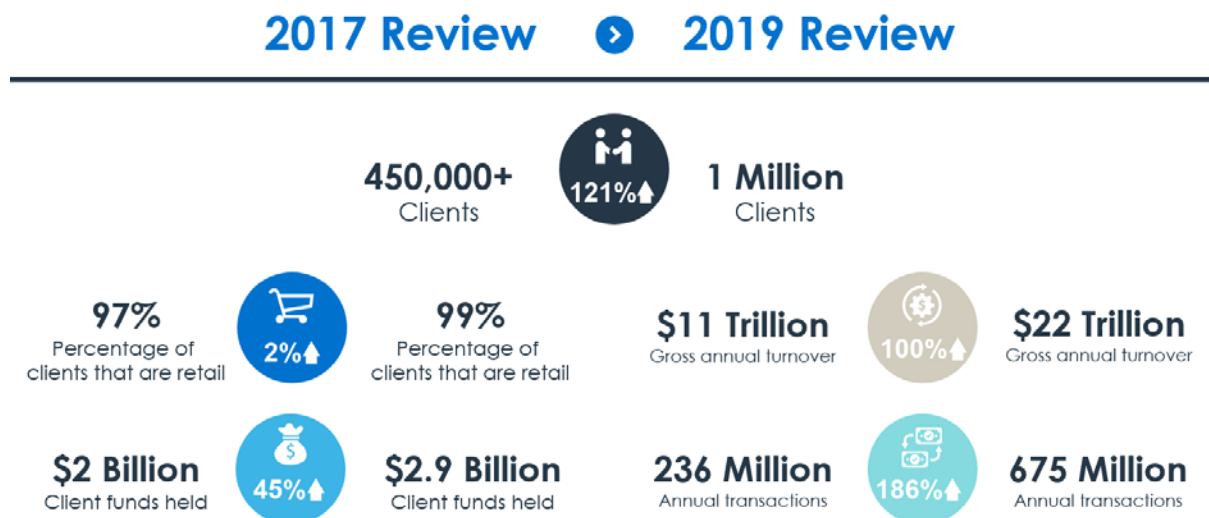 2017 Review
2019 Review
450,000+
Clients
121%
1 Million
Clients
97%
Percentage of
clients that are retail
2%
99%
Percentage of
clients that are retail
$11 Trillion
Gross annual turnover
100%
$22 Trillion
Gross annual turnover
$2 Billion
Client funds held
$
45%
$2.9 Billion
Client funds held
236 Million
Annual transactions
186%
675 Million
Annual transactions